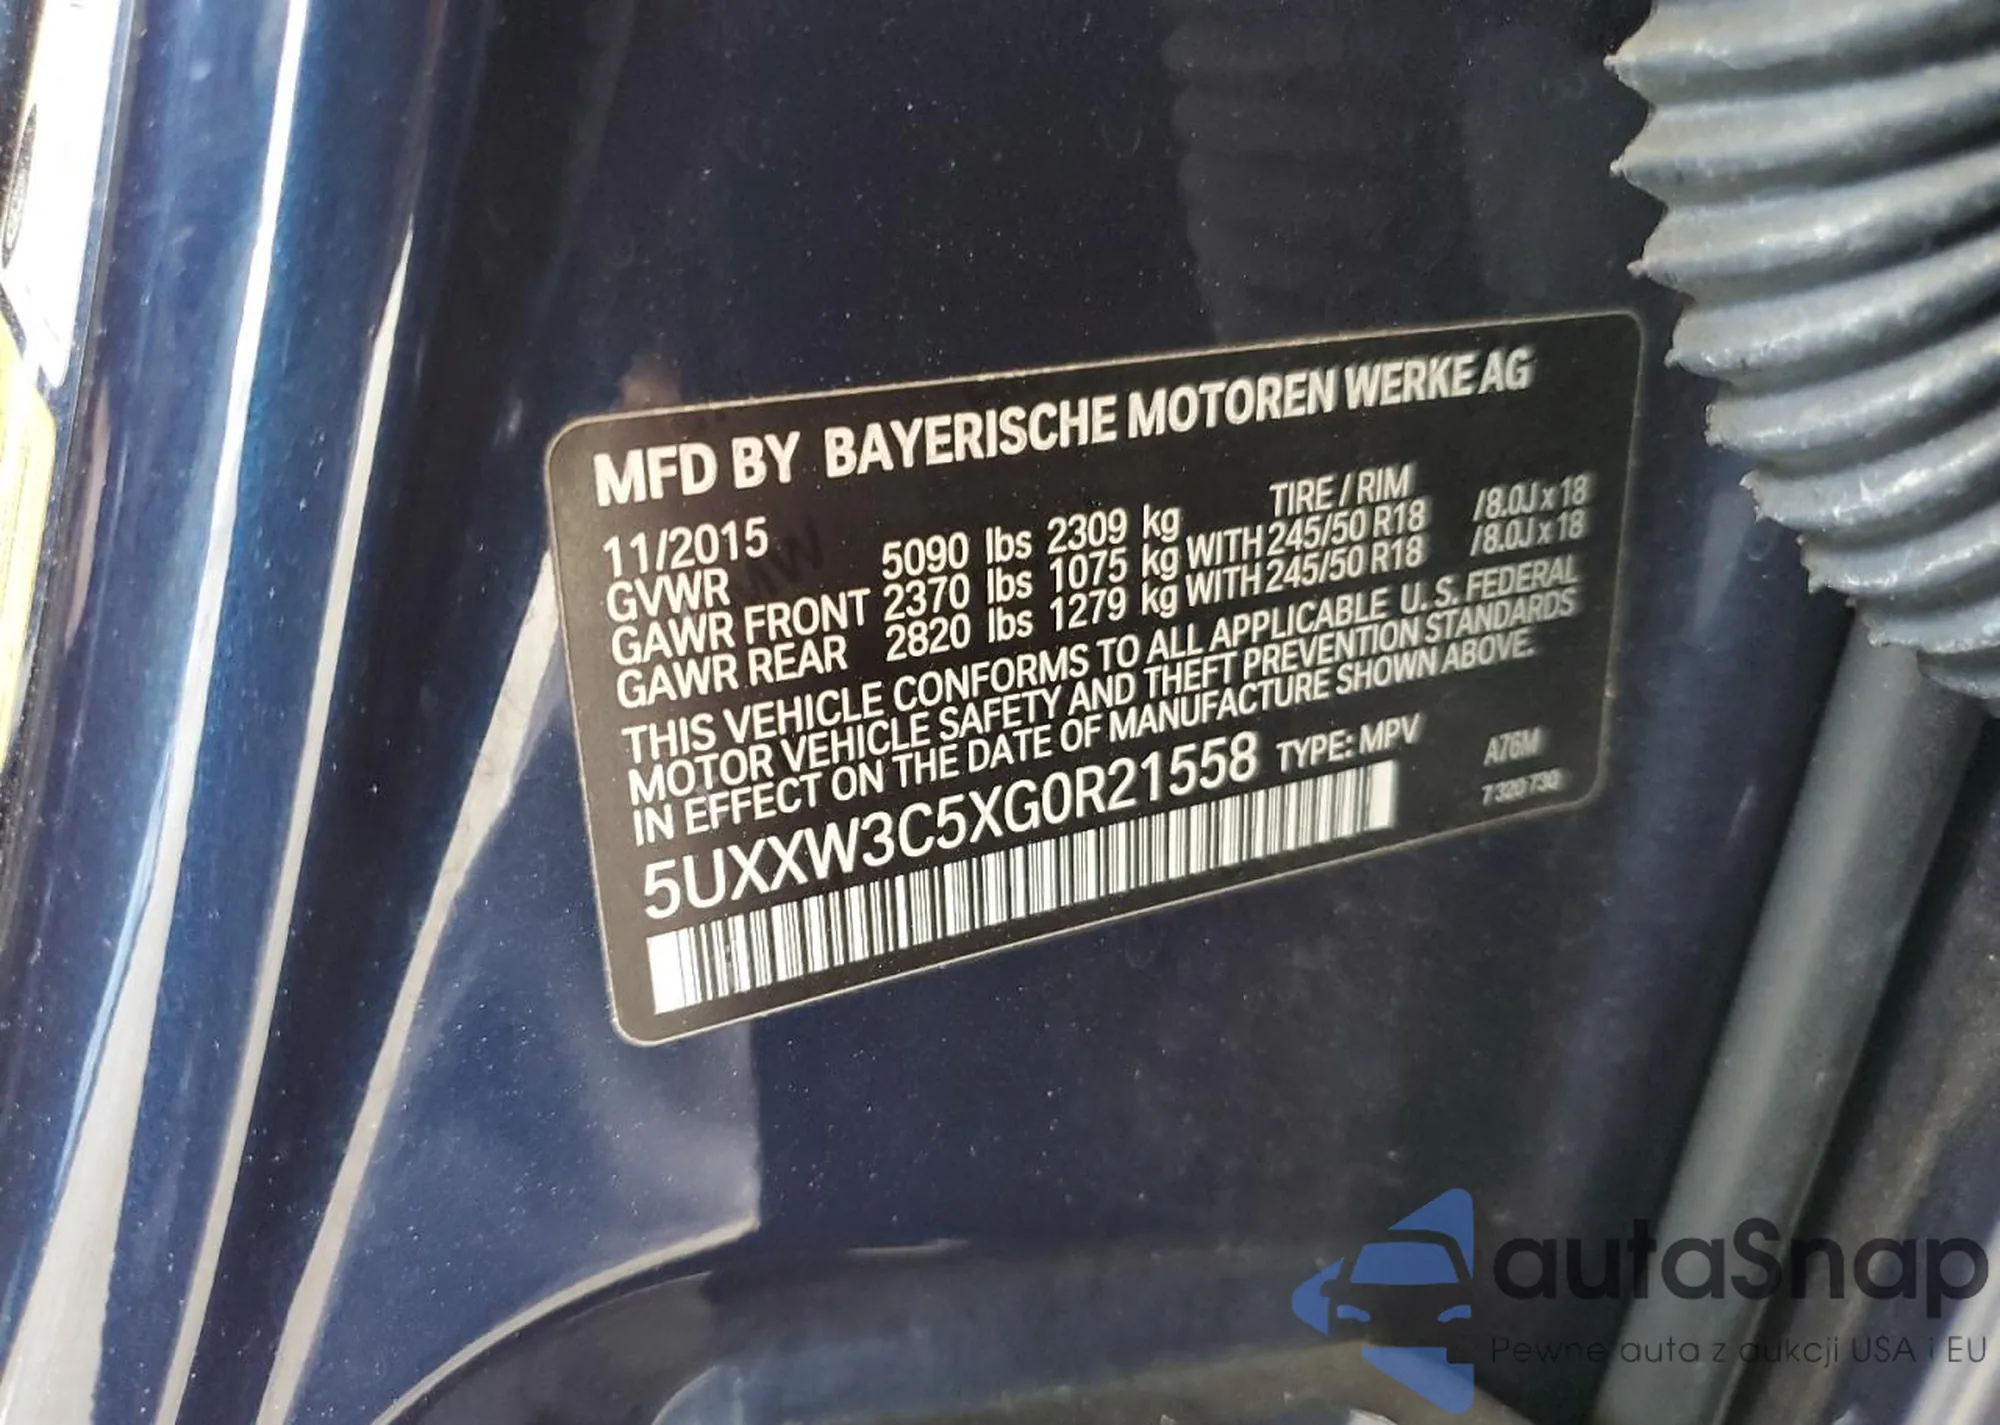 MFD BY BAYERISCHE MOTOREN WERKE AG
11/2015 TIRE / RIM
GVWR 5090 lbs 2309 kg
GAWR FRONT 2370 lbs 1075 kg WITH 245/50 R18 /8.0J x 18
GAWR REAR 2820 lbs 1279 kg WITH 245/50 R18 /8.0J x 18
THIS VEHICLE CONFORMS TO ALL APPLICABLE U. S. FEDERAL
MOTOR VEHICLE SAFETY AND THEFT PREVENTION STANDARDS
IN EFFECT ON THE DATE OF MANUFACTURE SHOWN ABOVE.
5UXXW3C5XG0R21558 TYPE: MPV A76M
7 320 730
autaSnap
Pewne auta z aukcji USA i EU